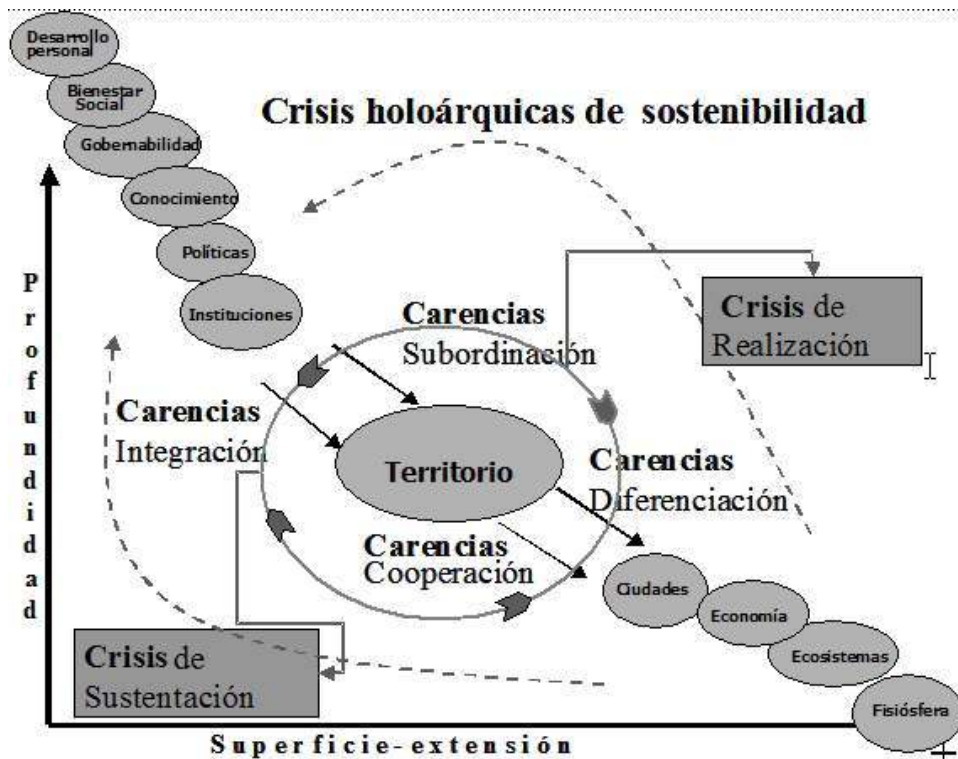 Desarrollo
personal
Bienestar
Social
Gobernabilidad
Conocimiento
Políticas
Instituciones
Crisis holoárquicas de sostenibilidad
Profundidad
Carencias
Subordinación
Crisis de
Realización
Carencias
Integración
Territorio
Carencias
Diferenciación
Carencias
Cooperación
Ciudades
Economía
Ecosistemas
Fisiósfera
Crisis de
Sustentación
Superficie-extensión